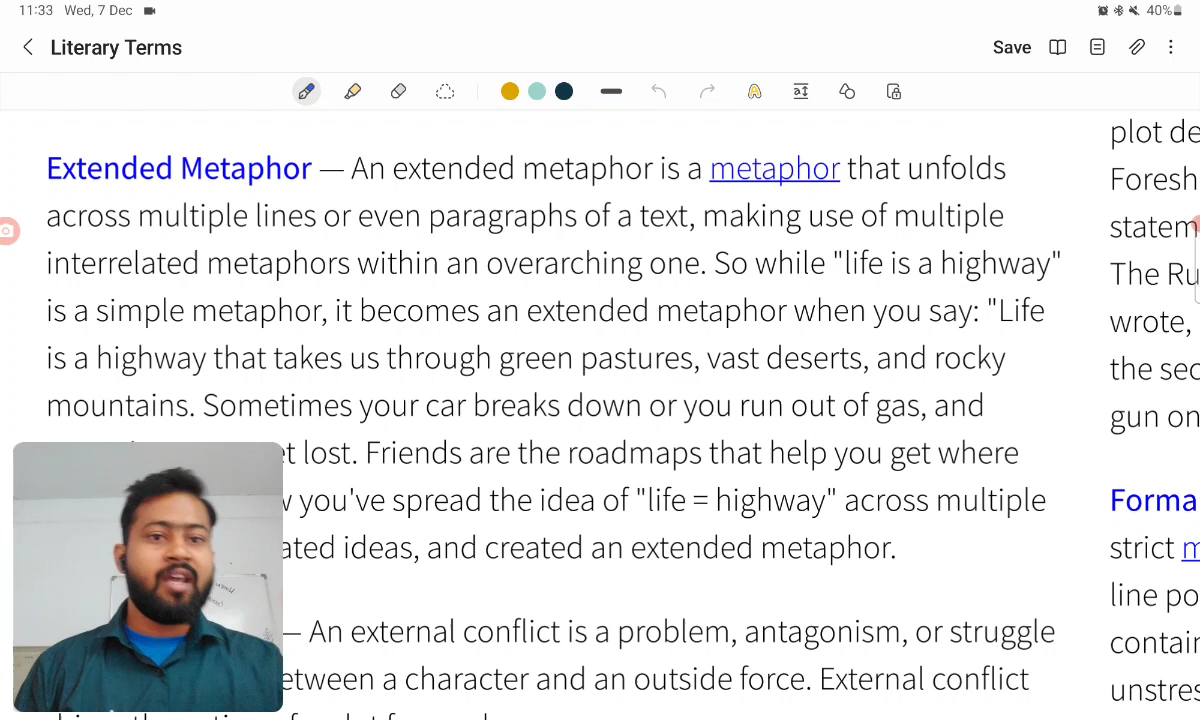 11:33 Wed, 7 Dec 40%
Literary Terms Save
Extended Metaphor — An extended metaphor is a metaphor that unfolds
across multiple lines or even paragraphs of a text, making use of multiple
interrelated metaphors within an overarching one. So while "life is a highway"
is a simple metaphor, it becomes an extended metaphor when you say: "Life
is a highway that takes us through green pastures, vast deserts, and rocky
mountains. Sometimes your car breaks down or you run out of gas, and
lost. Friends are the roadmaps that help you get where
you've spread the idea of "life = highway" across multiple
ideas, and created an extended metaphor.
— An external conflict is a problem, antagonism, or struggle
etween a character and an outside force. External conflict
plot de
Foresh
statem
The Ru
wrote,
the sec
gun on
Forma
strict m
line po
contain
unstres